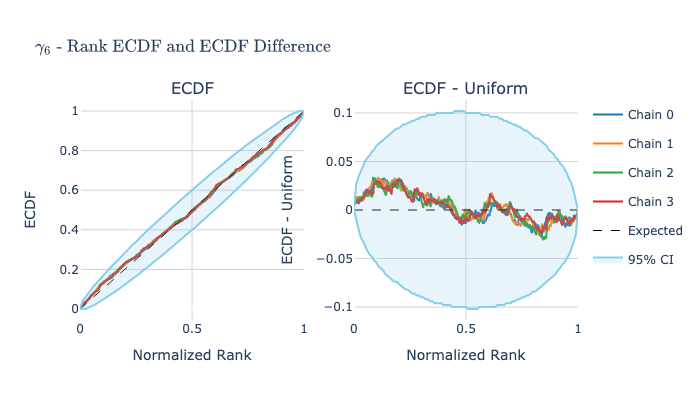 γ₆ - Rank ECDF and ECDF Difference
ECDF
ECDF
1
0.8
0.6
0.4
0.2
0
0
0.5
1
Normalized Rank
ECDF - Uniform
ECDF - Uniform
0.1
0.05
0
−0.05
−0.1
0
0.5
1
Normalized Rank
Chain 0
Chain 1
Chain 2
Chain 3
Expected
95% CI